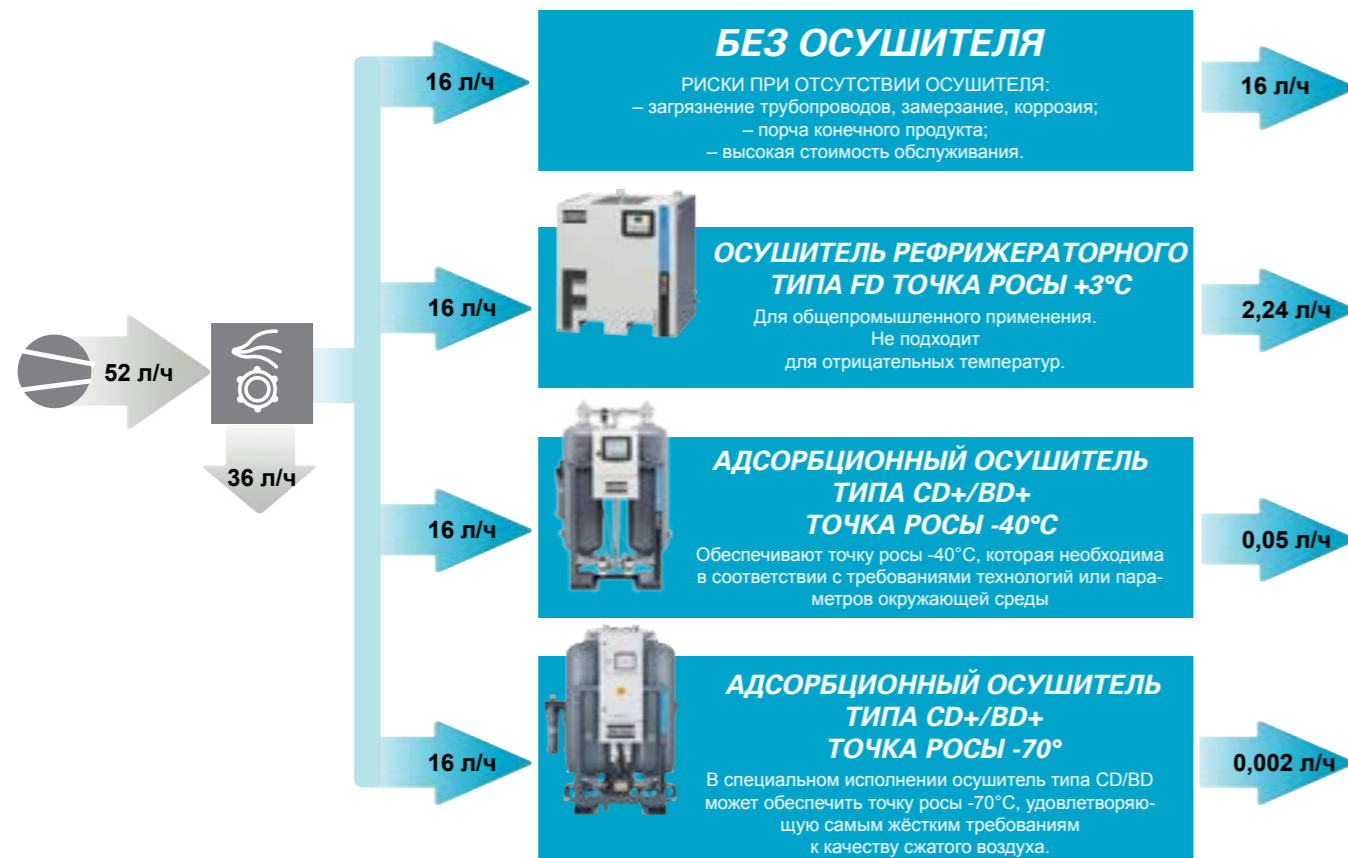 52 л/ч
36 л/ч
16 л/ч
БЕЗ ОСУШИТЕЛЯ
РИСКИ ПРИ ОТСУТСТВИИ ОСУШИТЕЛЯ:
– загрязнение трубопроводов, замерзание, коррозия;
– порча конечного продукта;
– высокая стоимость обслуживания.
16 л/ч
16 л/ч
ОСУШИТЕЛЬ РЕФРИЖЕРАТОРНОГО
ТИПА FD ТОЧКА РОСЫ +3°C
Для общепромышленного применения.
Не подходит
для отрицательных температур.
2,24 л/ч
16 л/ч
АДСОРБЦИОННЫЙ ОСУШИТЕЛЬ
ТИПА CD+/BD+
ТОЧКА РОСЫ -40°C
Обеспечивают точку росы -40°C, которая необходима
в соответствии с требованиями технологий или пара-
метров окружающей среды
0,05 л/ч
16 л/ч
АДСОРБЦИОННЫЙ ОСУШИТЕЛЬ
ТИПА CD+/BD+
ТОЧКА РОСЫ -70°
В специальном исполнении осушитель типа CD/BD
может обеспечить точку росы -70°C, удовлетворяю-
щую самым жёстким требованиям
к качеству сжатого воздуха.
0,002 л/ч